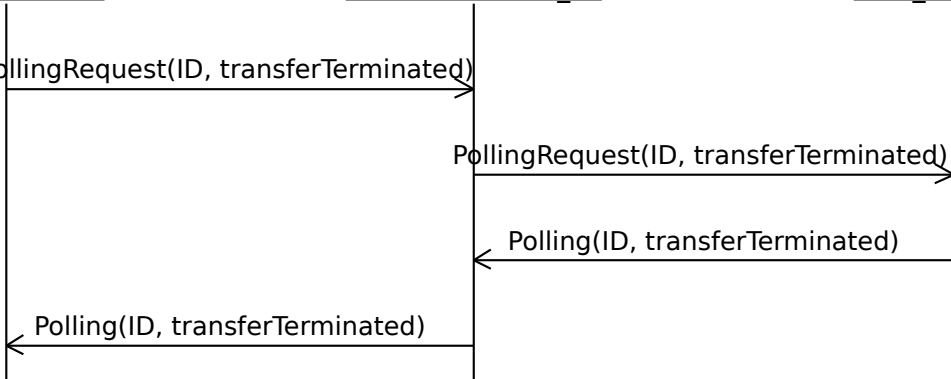 ollingRequest(ID, transferTerminated)
PollingRequest(ID, transferTerminated)
Polling(ID, transferTerminated)
Polling(ID, transferTerminated)